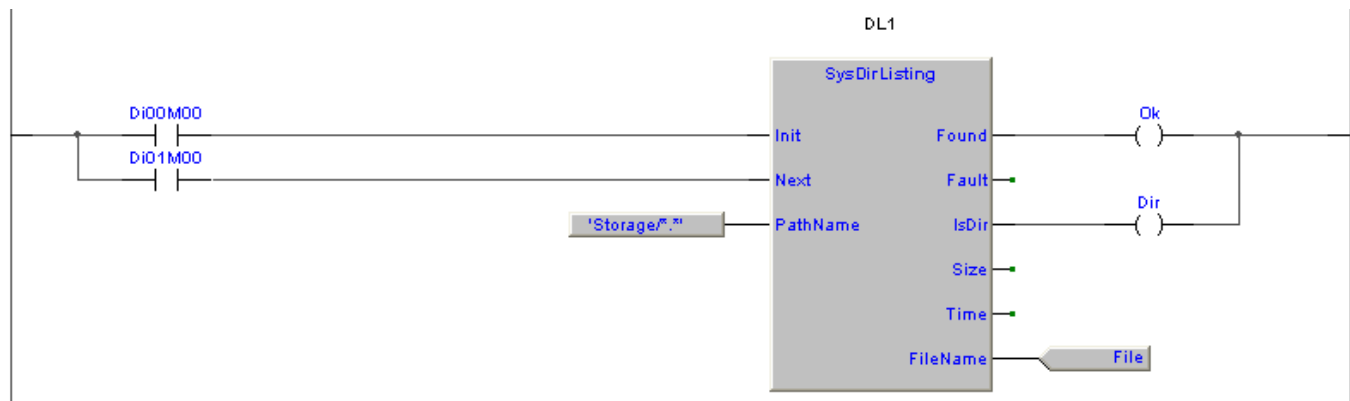 DL1
SysDirListing
Di00M00
Init
Found
Ok
Di01M00
Next
Fault
'Storage/*.*'
PathName
IsDir
Dir
Size
Time
FileName
File